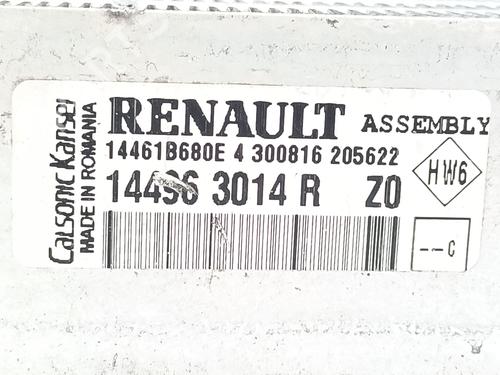 Calsonic Kansei
MADE IN ROMANIA
RENAULT ASSEMBLY
14461B680E 4 300816 205622
14496 3014 R Z0
HW6
--C